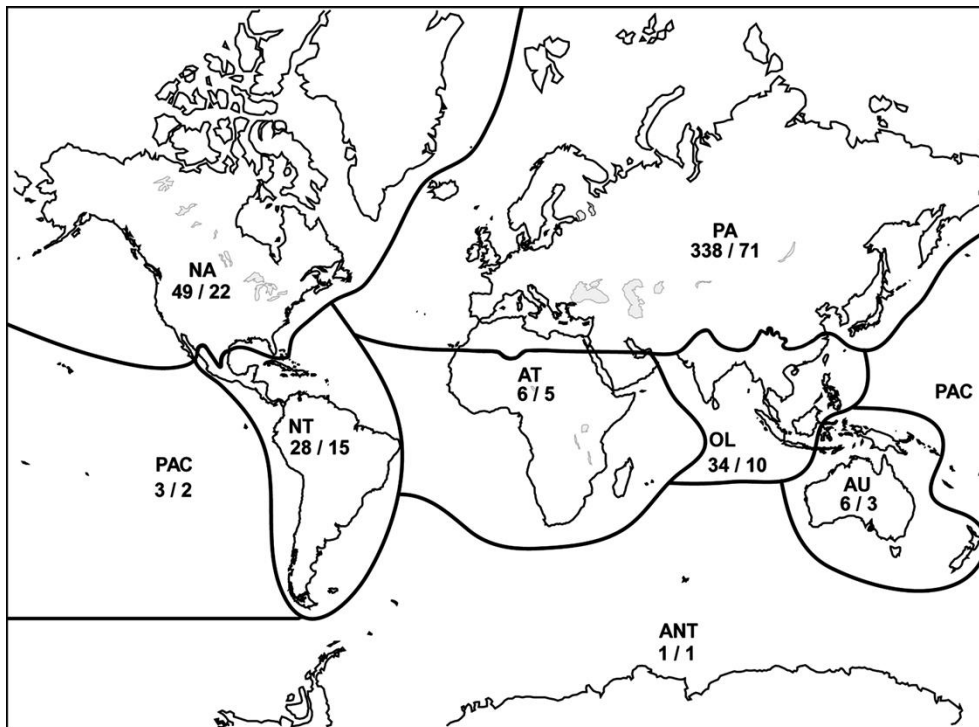 PA
338 / 71
NA
49 / 22
AT
6 / 5
PAC
NT
28 / 15
OL
34 / 10
PAC
3 / 2
AU
6 / 3
ANT
1 / 1